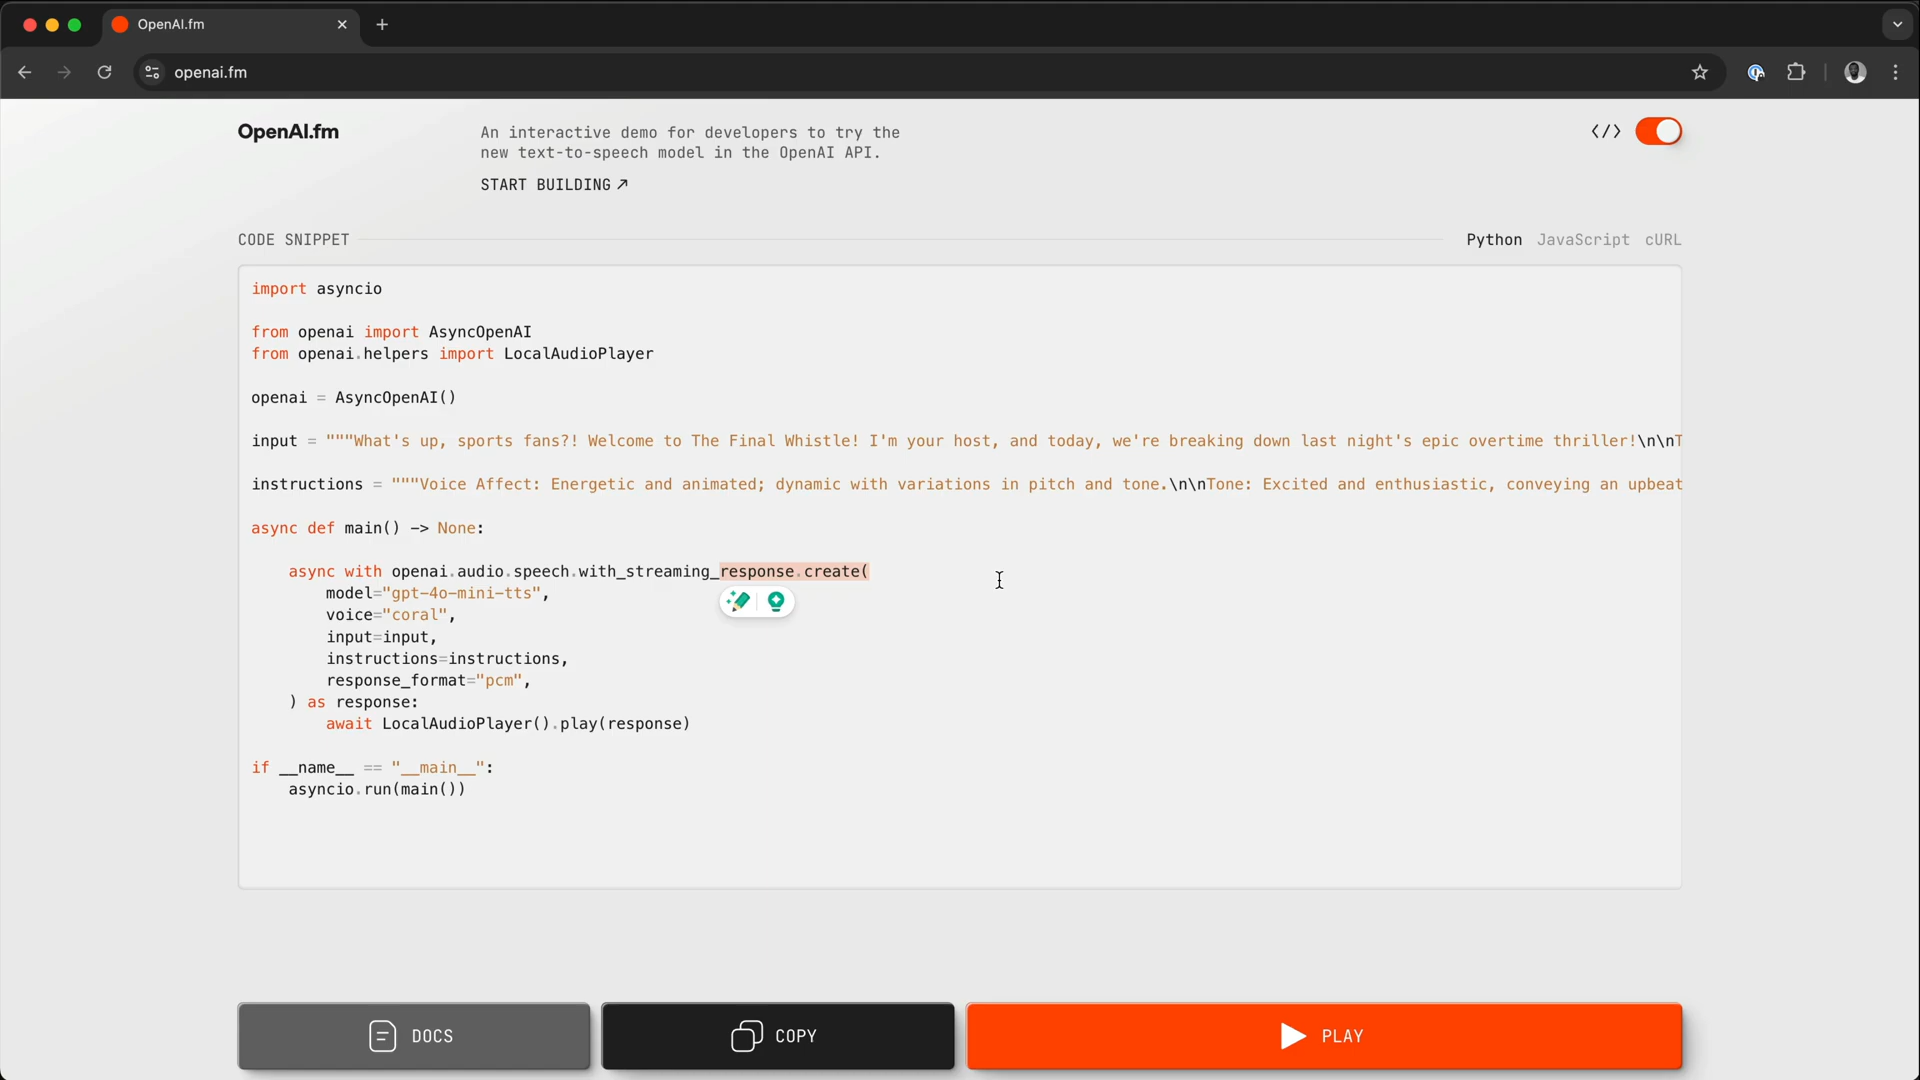 OpenAI.fm
openai.fm
OpenAI.fm
An interactive demo for developers to try the
new text-to-speech model in the OpenAI API.
START BUILDING ↗
</>
CODE SNIPPET
Python JavaScript cURL
import asyncio
from openai import AsyncOpenAI
from openai.helpers import LocalAudioPlayer
openai = AsyncOpenAI()
input = """What's up, sports fans?! Welcome to The Final Whistle! I'm your host, and today, we're breaking down last night's epic overtime thriller!\n\nT
instructions = """Voice Affect: Energetic and animated; dynamic with variations in pitch and tone.\n\nTone: Excited and enthusiastic, conveying an upbeat
async def main() -> None:
    async with openai.audio.speech.with_streaming_response.create(
        model="gpt-4o-mini-tts",
        voice="coral",
        input=input,
        instructions=instructions,
        response_format="pcm",
    ) as response:
        await LocalAudioPlayer().play(response)
if __name__ == "__main__":
    asyncio.run(main())
DOCS
COPY
PLAY